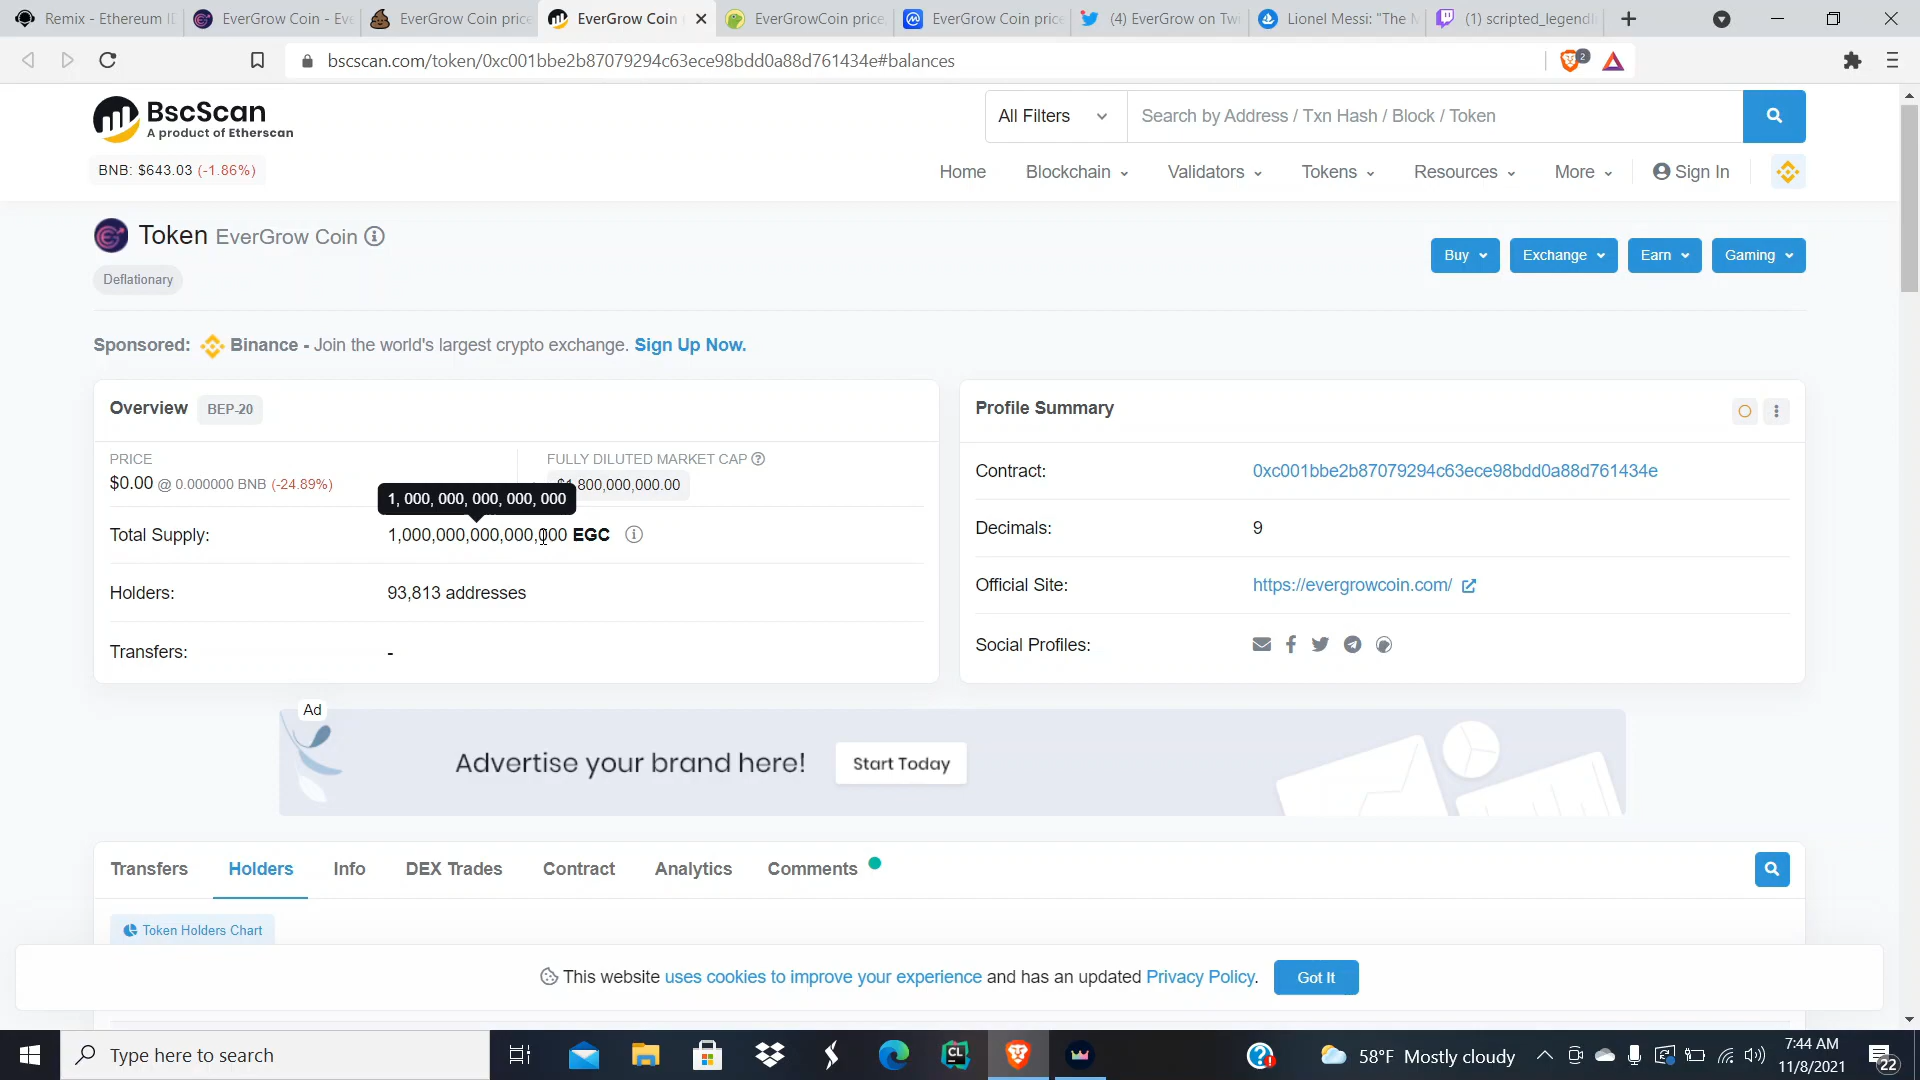 Remix - Ethereum I
EverGrow Coin - Eve
EverGrow Coin price
EverGrow Coin
EverGrowCoin price,
EverGrow Coin price
(4) EverGrow on Tw
Lionel Messi: "The M
(1) scripted_legendI
bscscan.com/token/0xc001bbe2b87079294c63ece98bdd0a88d761434e#balances
2
BscScan
A product of Etherscan
All Filters
Search by Address / Txn Hash / Block / Token
BNB: $643.03 (-1.86%)
Home
Blockchain
Validators
Tokens
Resources
More
Sign In
Token EverGrow Coin
Deflationary
Buy
Exchange
Earn
Gaming
Sponsored: Binance - Join the world's largest crypto exchange. Sign Up Now.
Overview BEP-20
PRICE
$0.00 @ 0.000000 BNB (-24.89%)
FULLY DILUTED MARKET CAP
800,000,000.00
1, 000, 000, 000, 000, 000
Total Supply: 1,000,000,000,000,000 EGC
Holders: 93,813 addresses
Transfers: -
Profile Summary
Contract: 0xc001bbe2b87079294c63ece98bdd0a88d761434e
Decimals: 9
Official Site: https://evergrowcoin.com/
Social Profiles:
Ad
Advertise your brand here!
Start Today
Transfers
Holders
Info
DEX Trades
Contract
Analytics
Comments
Token Holders Chart
This website uses cookies to improve your experience and has an updated Privacy Policy.
Got It
Type here to search
CL
58°F Mostly cloudy
7:44 AM
11/8/2021
22